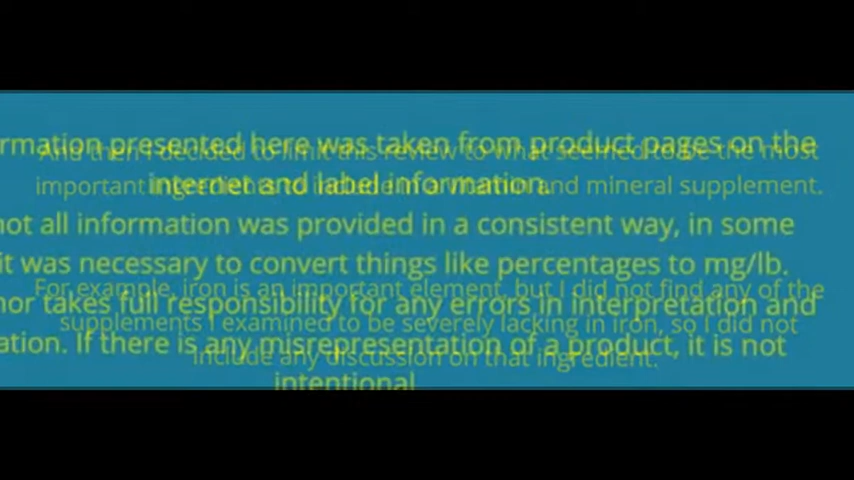 rmation presented here was taken from product pages on the
internet and label information.
not all information was provided in a consistent way, in some
it was necessary to convert things like percentages to mg/lb.
hor takes full responsibility for any errors in interpretation and
ation. If there is any misrepresentation of a product, it is not
intentional
And then I decided to limit this review to what seemed to be the most
important ingredients to include in a vitamin and mineral supplement.
For example, iron is an important element, but I did not find any of the
supplements I examined to be severely lacking in iron, so I did not
include any discussion on that ingredient.